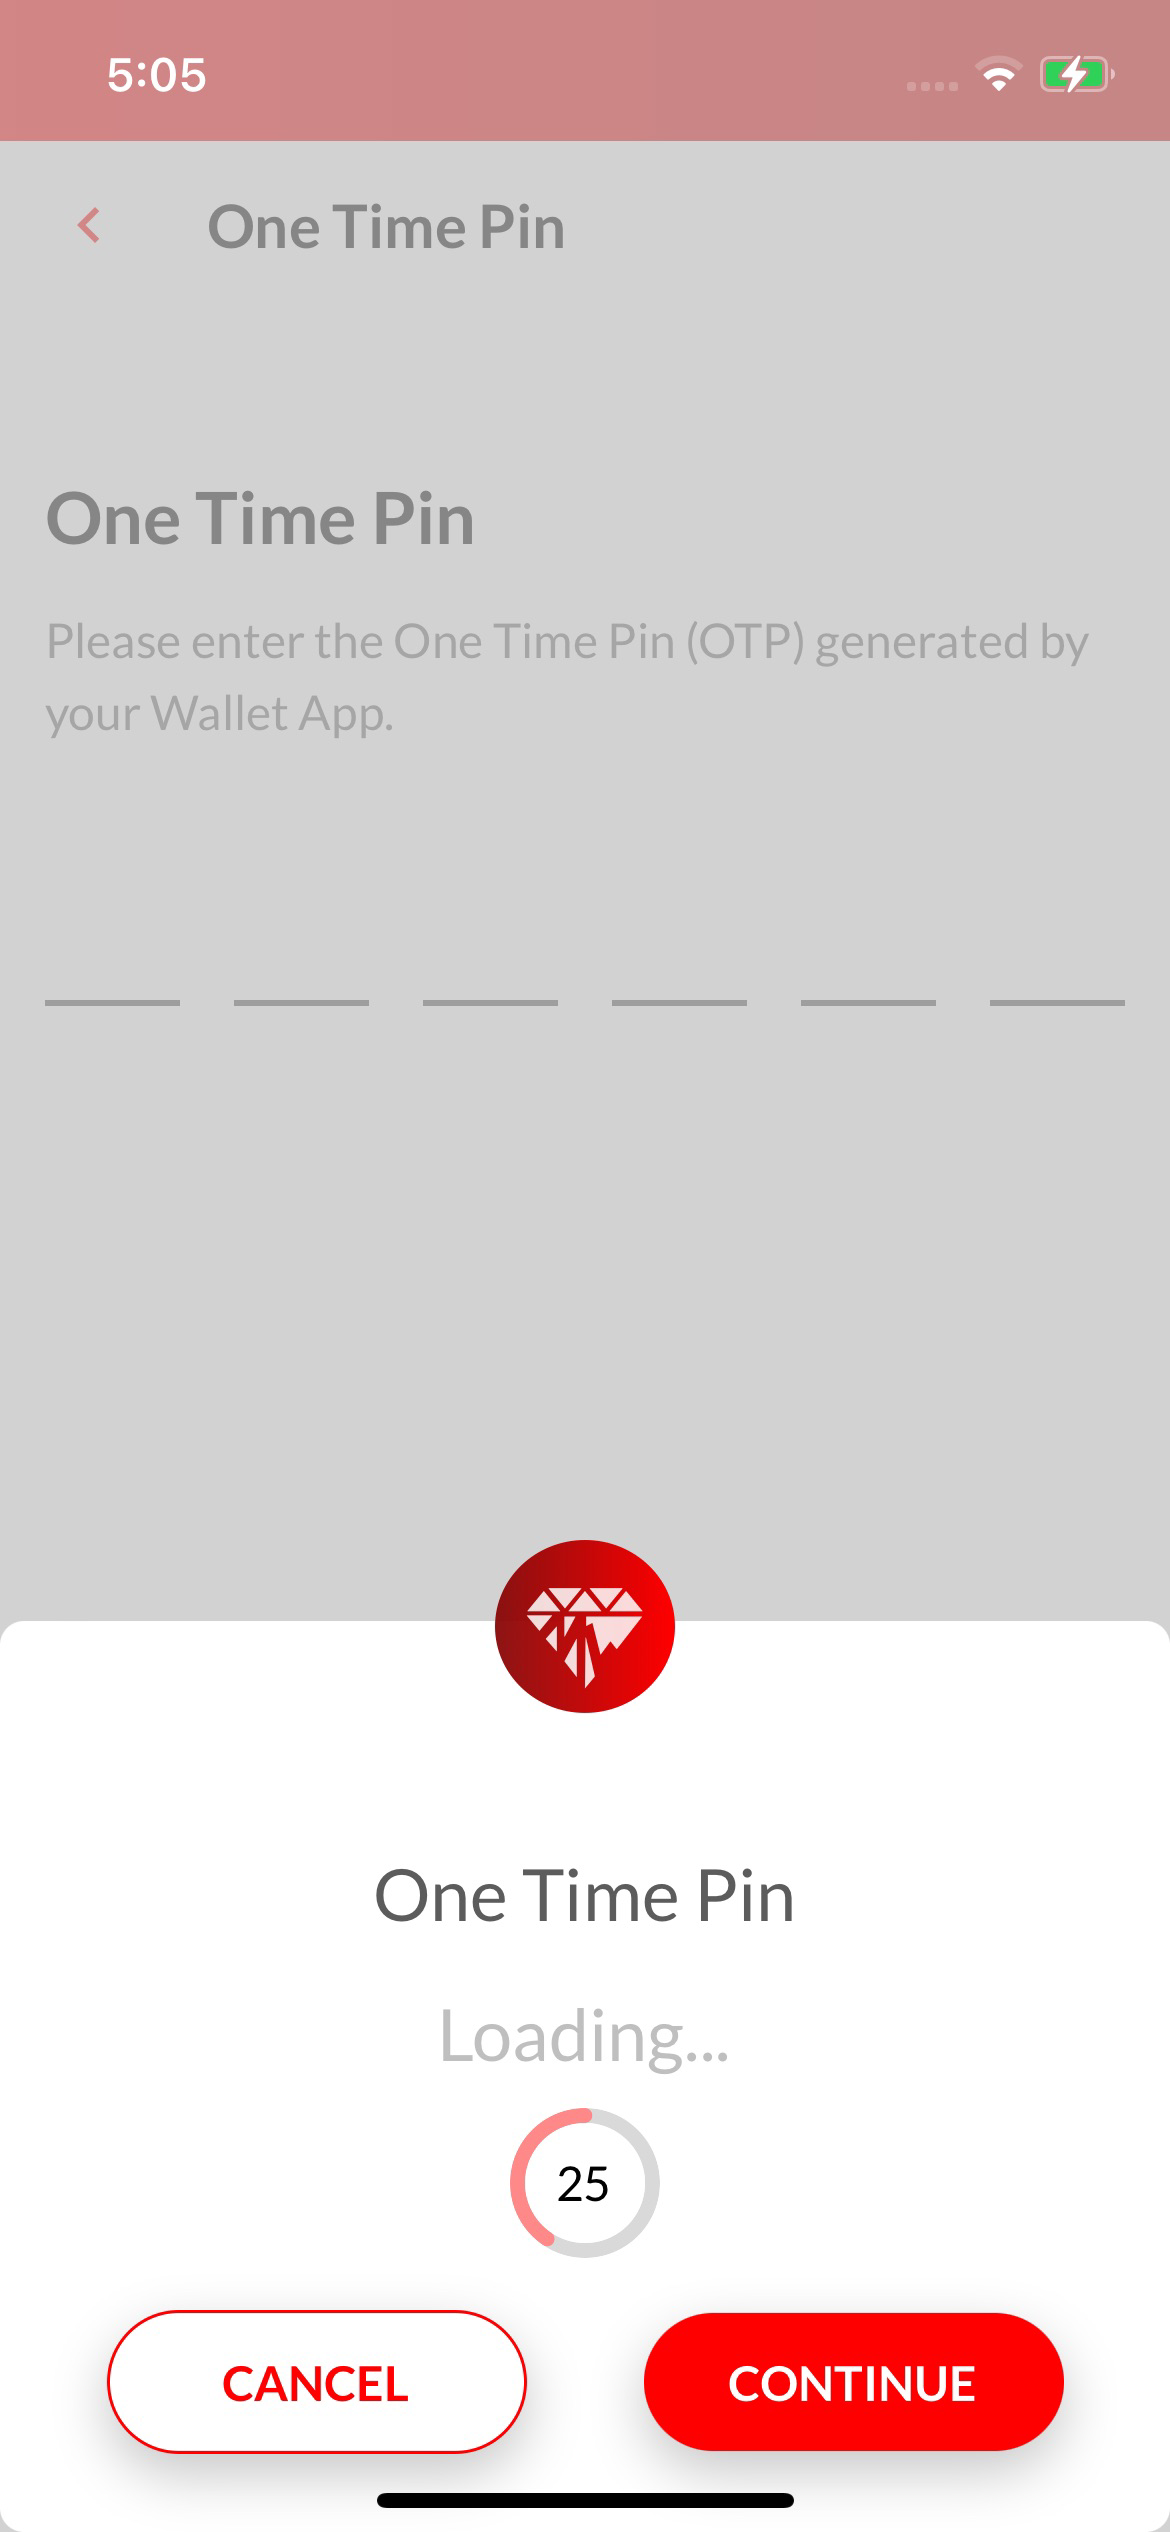 5:05
One Time Pin
One Time Pin
Please enter the One Time Pin (OTP) generated by
your Wallet App.
One Time Pin
Loading...
25
CANCEL
CONTINUE